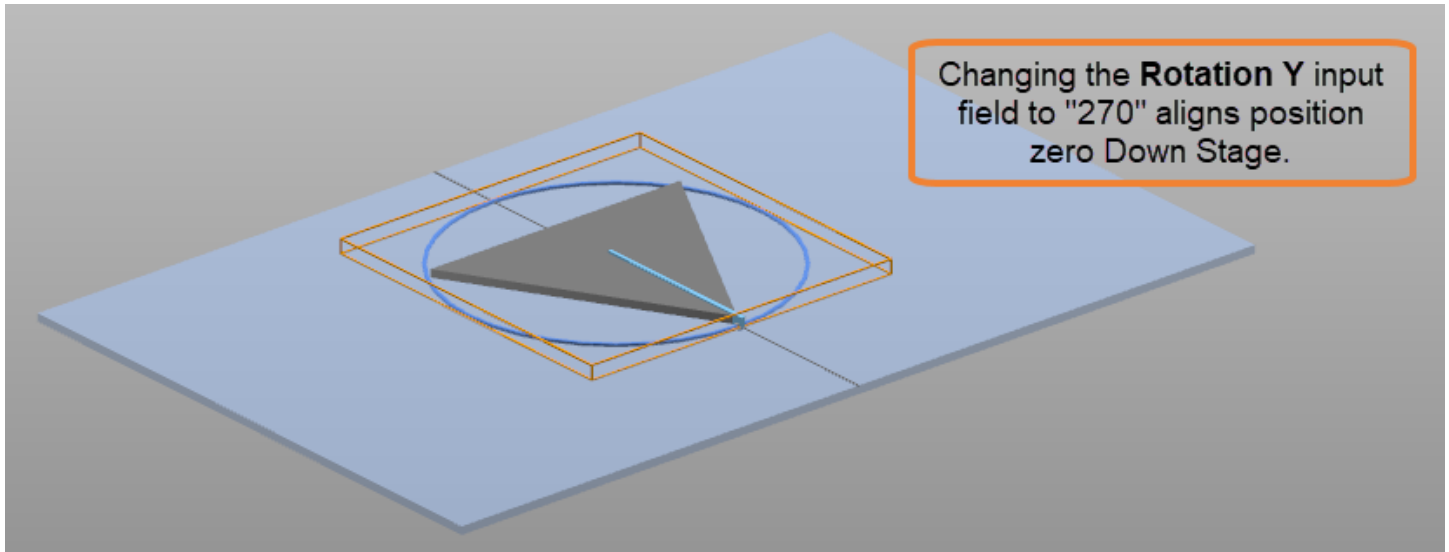 Changing the Rotation Y input
field to "270" aligns position
zero Down Stage.